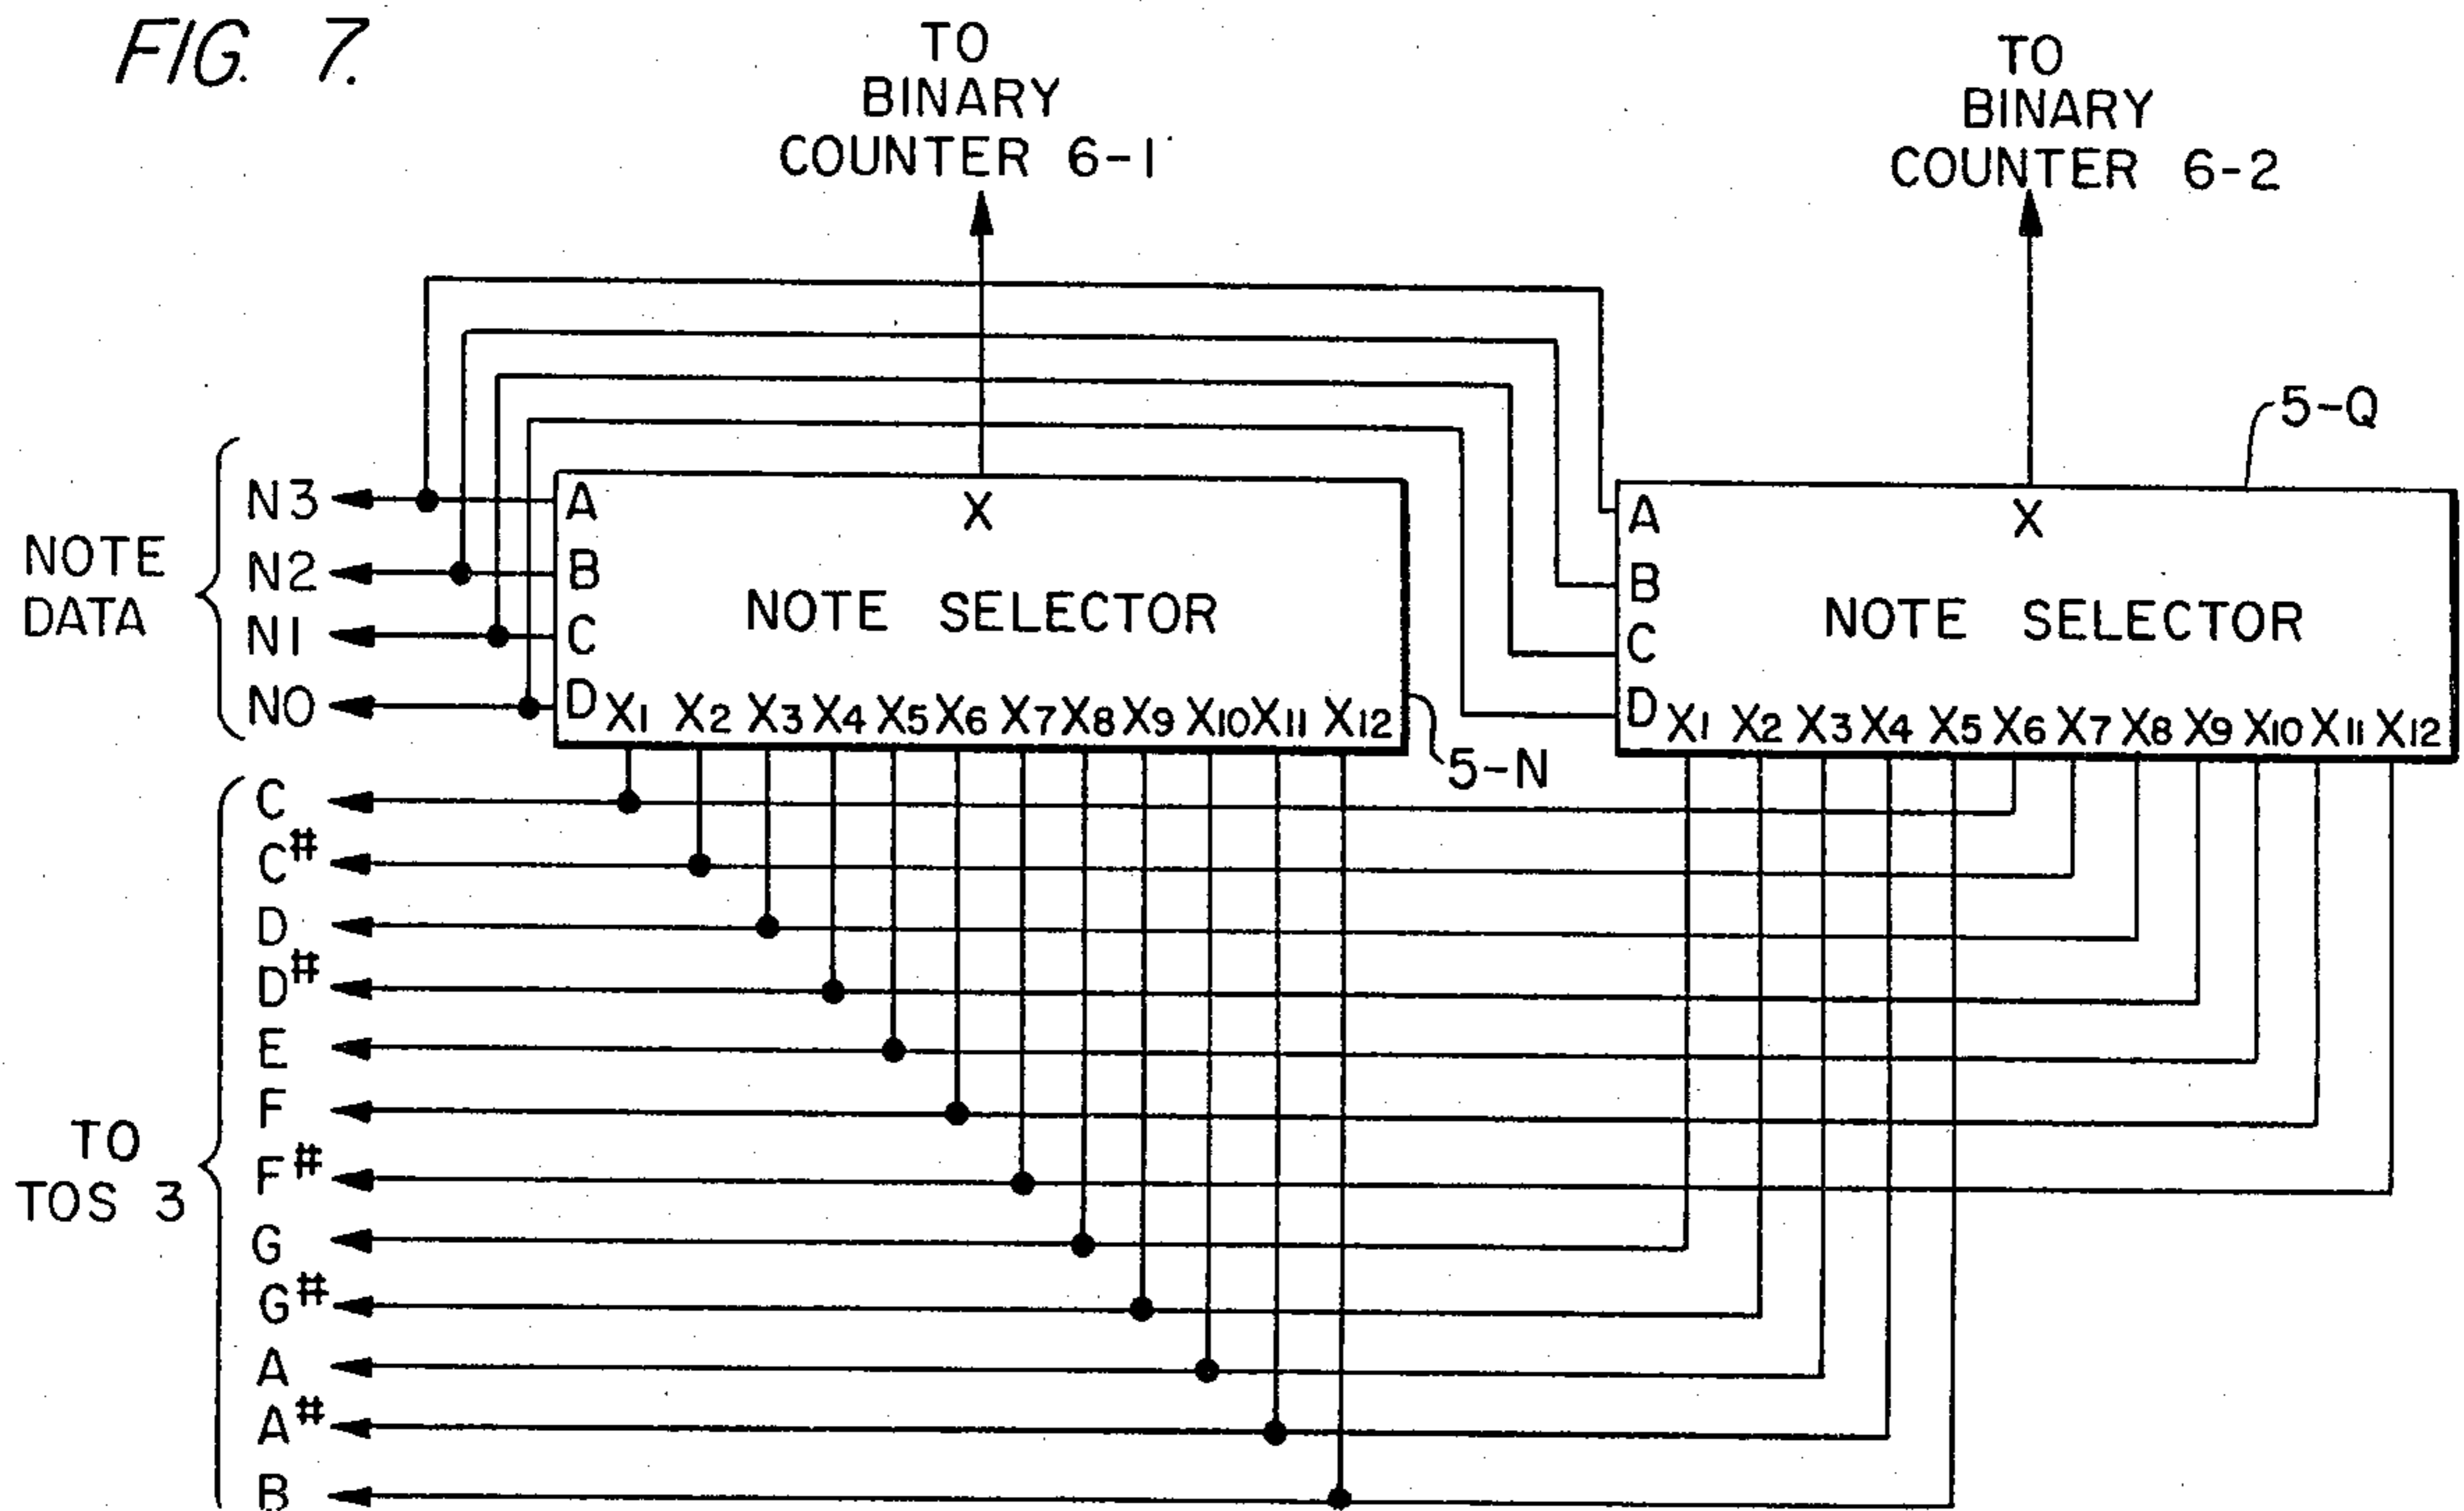 FIG. 7.
TO
BINARY
COUNTER 6-1
TO
BINARY
COUNTER 6-2
5-Q
NOTE
DATA
N3
N2
N1
N0
A
B
C
D
X
NOTE SELECTOR
X1 X2 X3 X4 X5 X6 X7 X8 X9 X10 X11 X12
5-N
A
B
C
D
X
NOTE SELECTOR
X1 X2 X3 X4 X5 X6 X7 X8 X9 X10 X11 X12
TO
TOS 3
C
C#
D
D#
E
F
F#
G
G#
A
A#
B